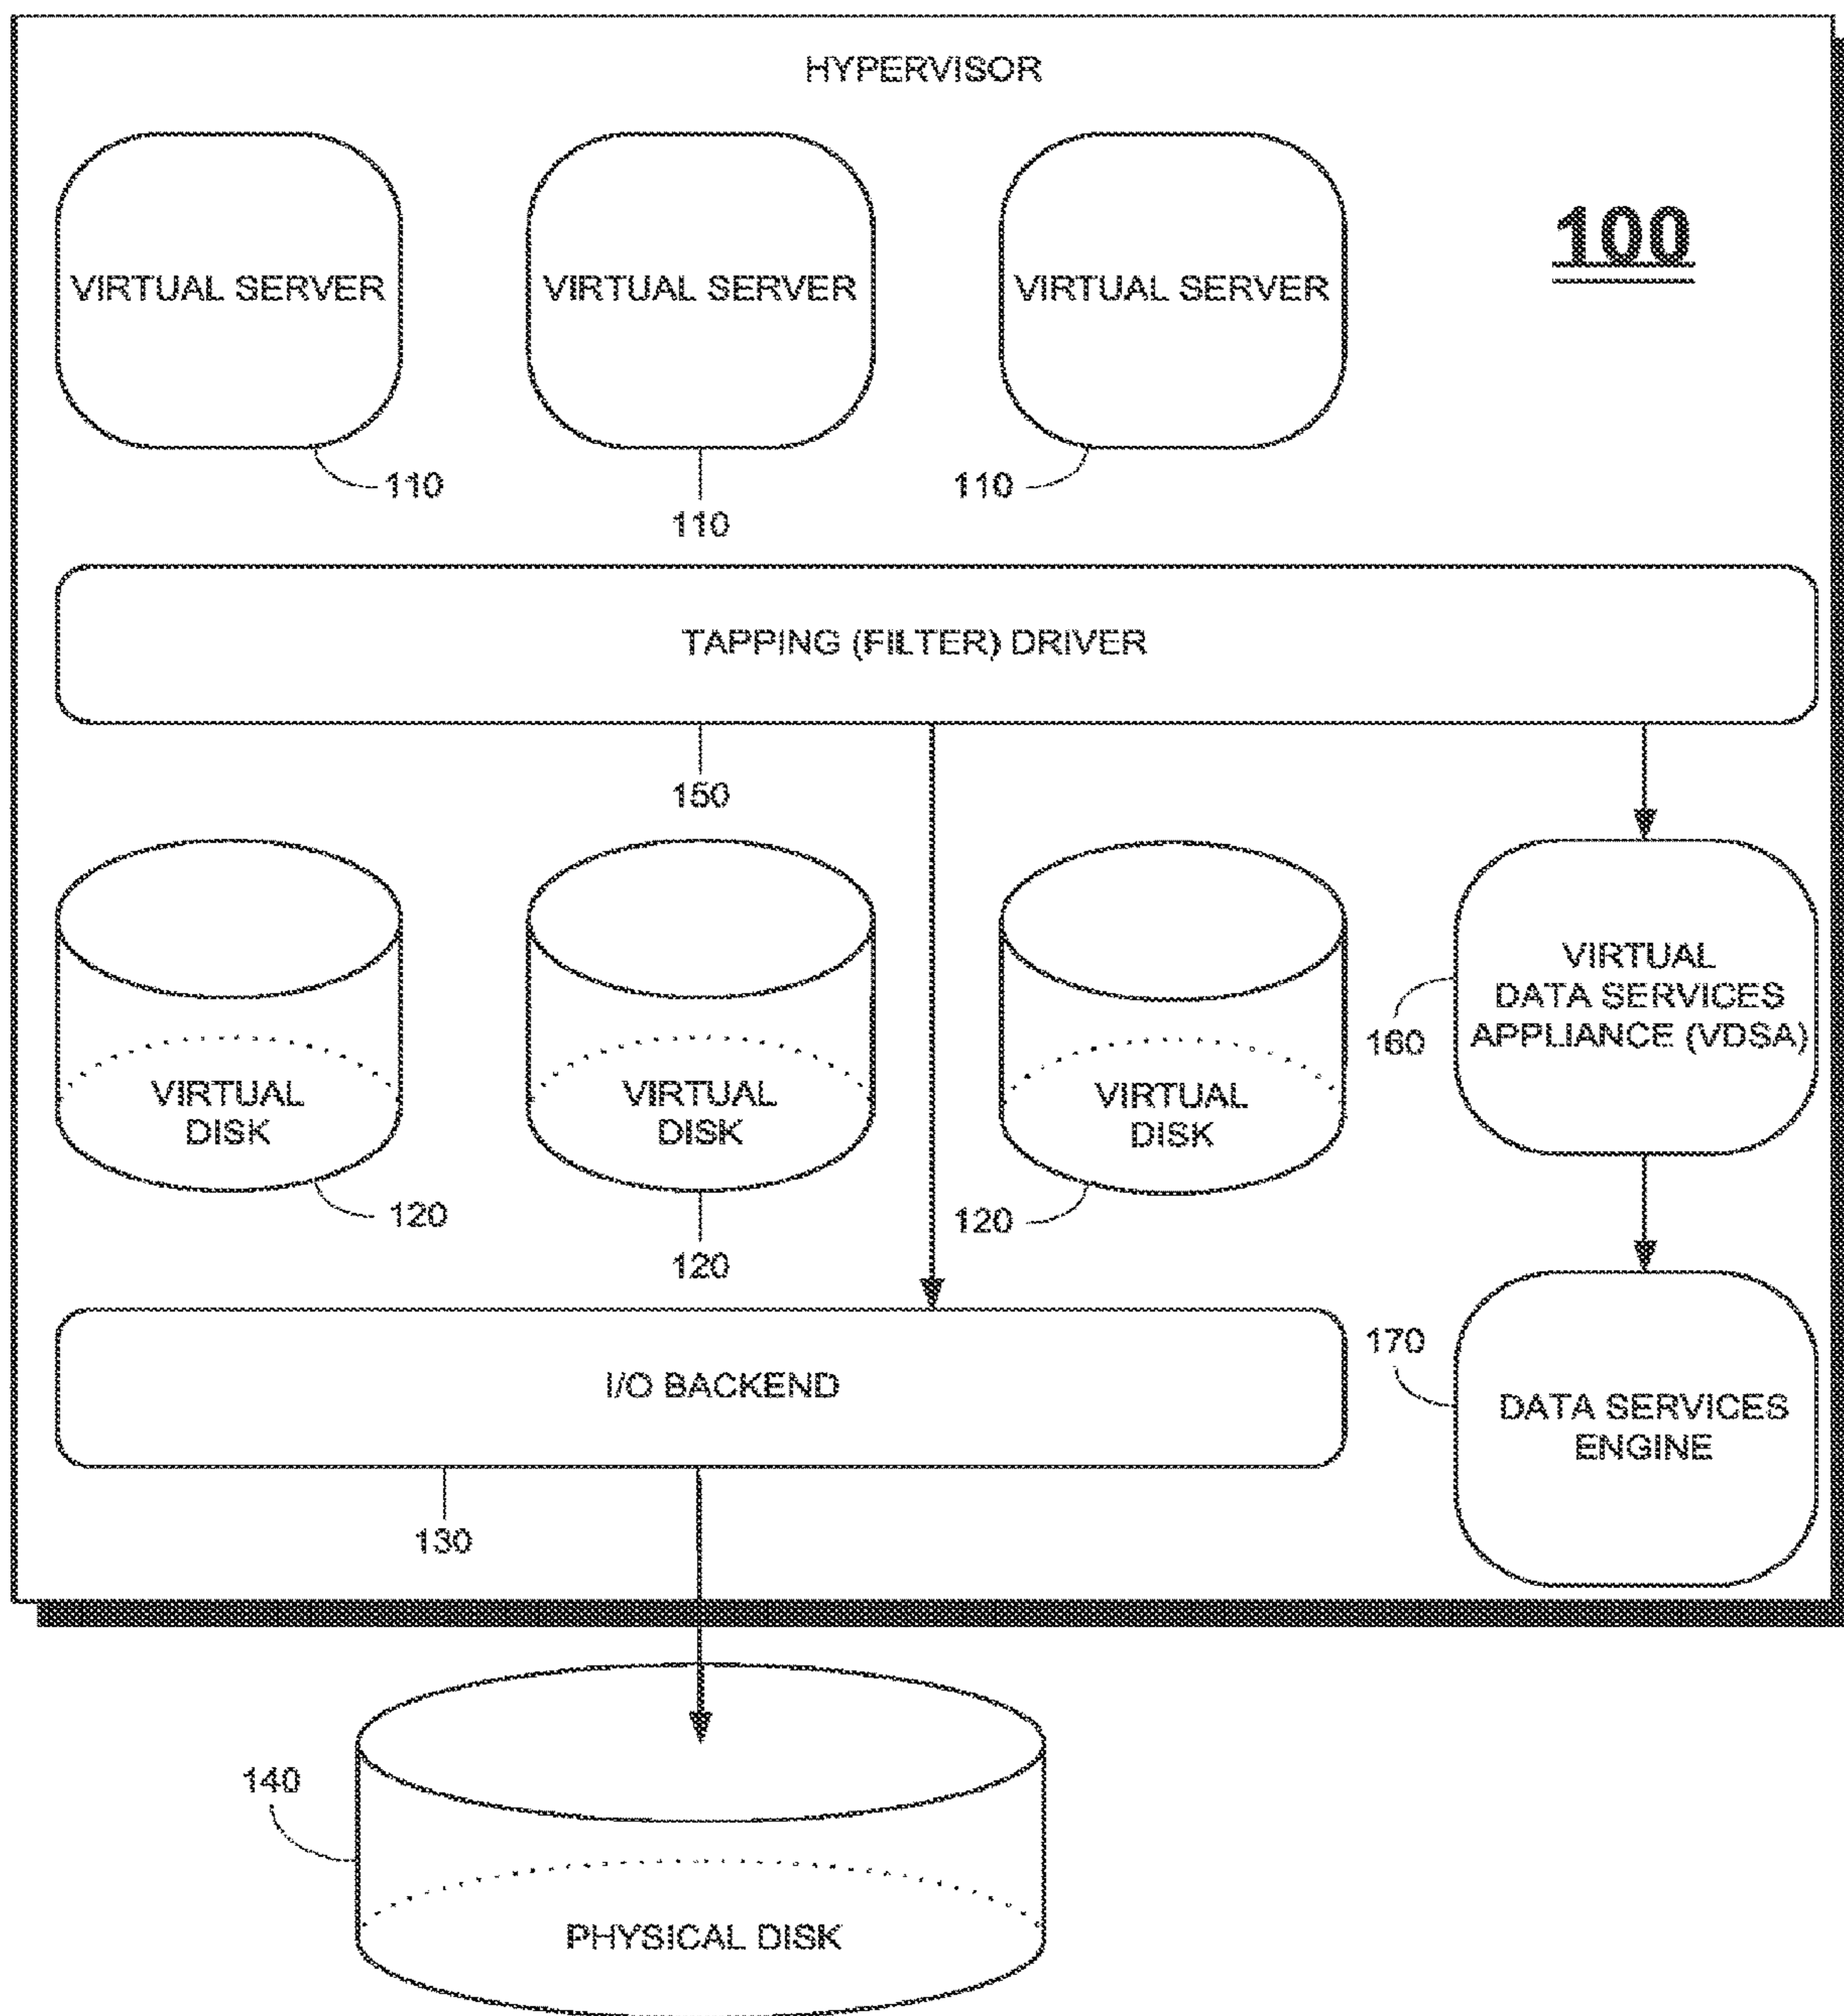 HYPERVISOR
100
VIRTUAL SERVER
VIRTUAL SERVER
VIRTUAL SERVER
110
110
110
TAPPING (FILTER) DRIVER
150
VIRTUAL
DISK
120
VIRTUAL
DISK
120
VIRTUAL
DISK
120
VIRTUAL
DATA SERVICES
APPLIANCE (VDSA)
160
I/O BACKEND
130
170
DATA SERVICES
ENGINE
140
PHYSICAL DISK